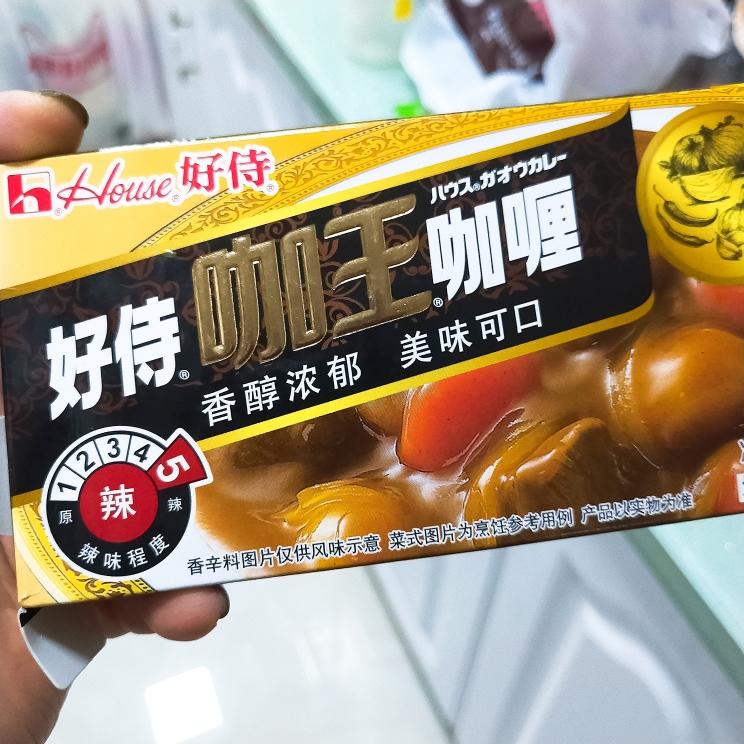 House 好侍
ハウス®ガオウカレー
好侍® 咖王® 咖喱
香醇浓郁 美味可口
1 2 3 4 5
辣
原 辣
辣味程度
香辛料图片仅供风味示意 菜式图片为烹饪参考用例 产品以实物为准